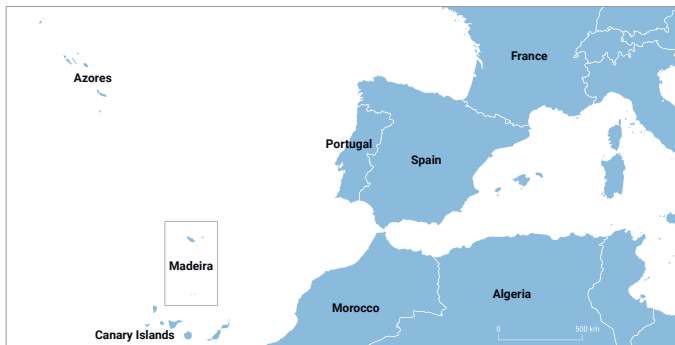 France
Azores
Portugal
Spain
Madeira
Algeria
Morocco
Canary Islands
0 500 km